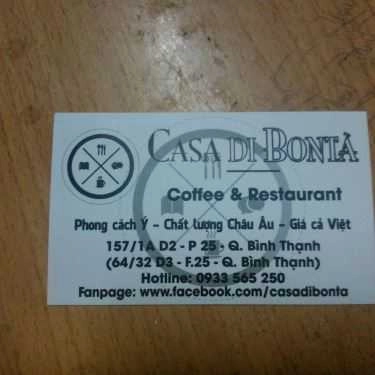 CASA DI BONTÀ
Coffee & Restaurant
Phong cách Ý - Chất lượng Châu Âu - Giá cả Việt
157/1A D2 - P 25 - Q. Bình Thạnh
(64/32 D3 - F.25 - Q. Bình Thạnh)
Hotline: 0933 565 250
Fanpage: www.facebook.com/casadibonta